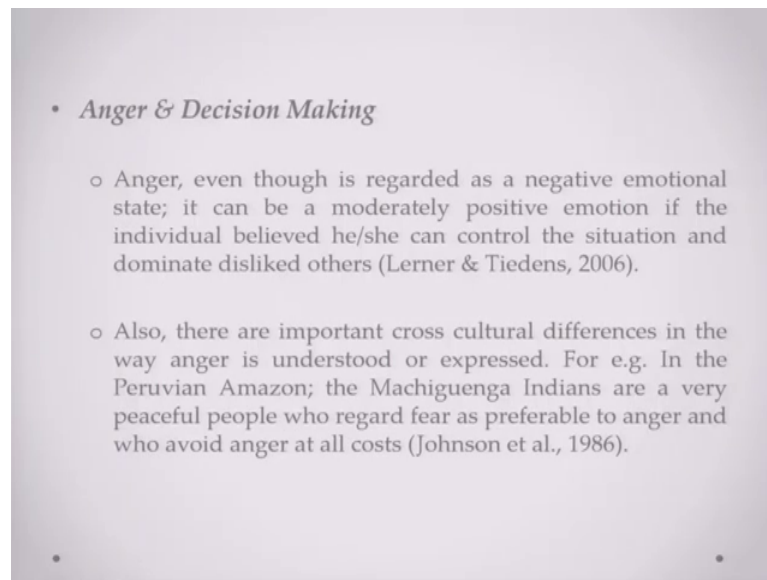 • Anger & Decision Making
o Anger, even though is regarded as a negative emotional
state; it can be a moderately positive emotion if the
individual believed he/she can control the situation and
dominate disliked others (Lerner & Tiedens, 2006).
o Also, there are important cross cultural differences in the
way anger is understood or expressed. For e.g. In the
Peruvian Amazon; the Machiguenga Indians are a very
peaceful people who regard fear as preferable to anger and
who avoid anger at all costs (Johnson et al., 1986).